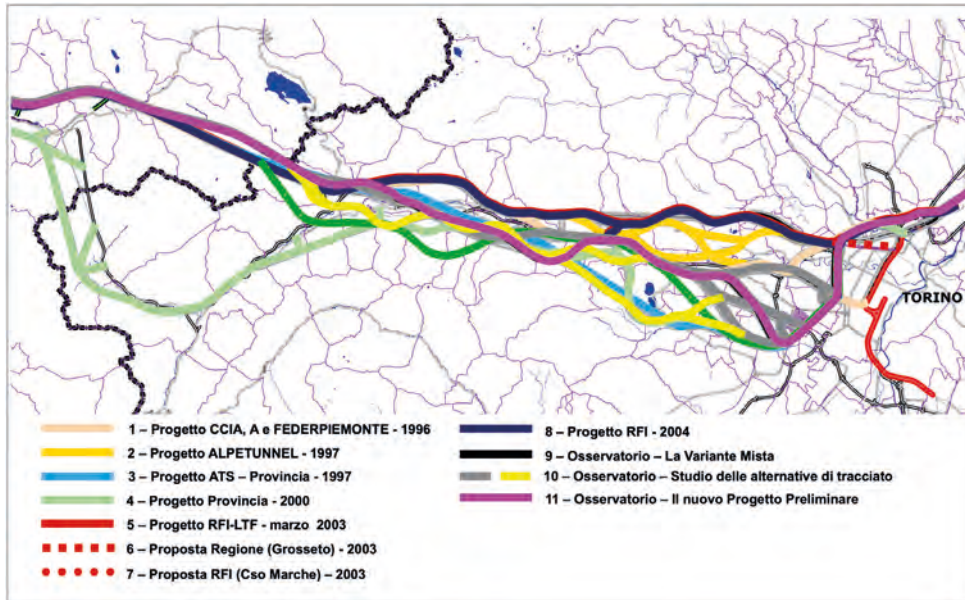 TORINO
1 – Progetto CCIA, A e FEDERPIEMONTE - 1996
2 – Progetto ALPETUNNEL - 1997
3 – Progetto ATS – Provincia - 1997
4 – Progetto Provincia - 2000
5 – Progetto RFI-LTF - marzo 2003
6 – Proposta Regione (Grosseto) - 2003
7 – Proposta RFI (Cso Marche) – 2003
8 – Progetto RFI - 2004
9 – Osservatorio – La Variante Mista
10 – Osservatorio – Studio delle alternative di tracciato
11 – Osservatorio – Il nuovo Progetto Preliminare